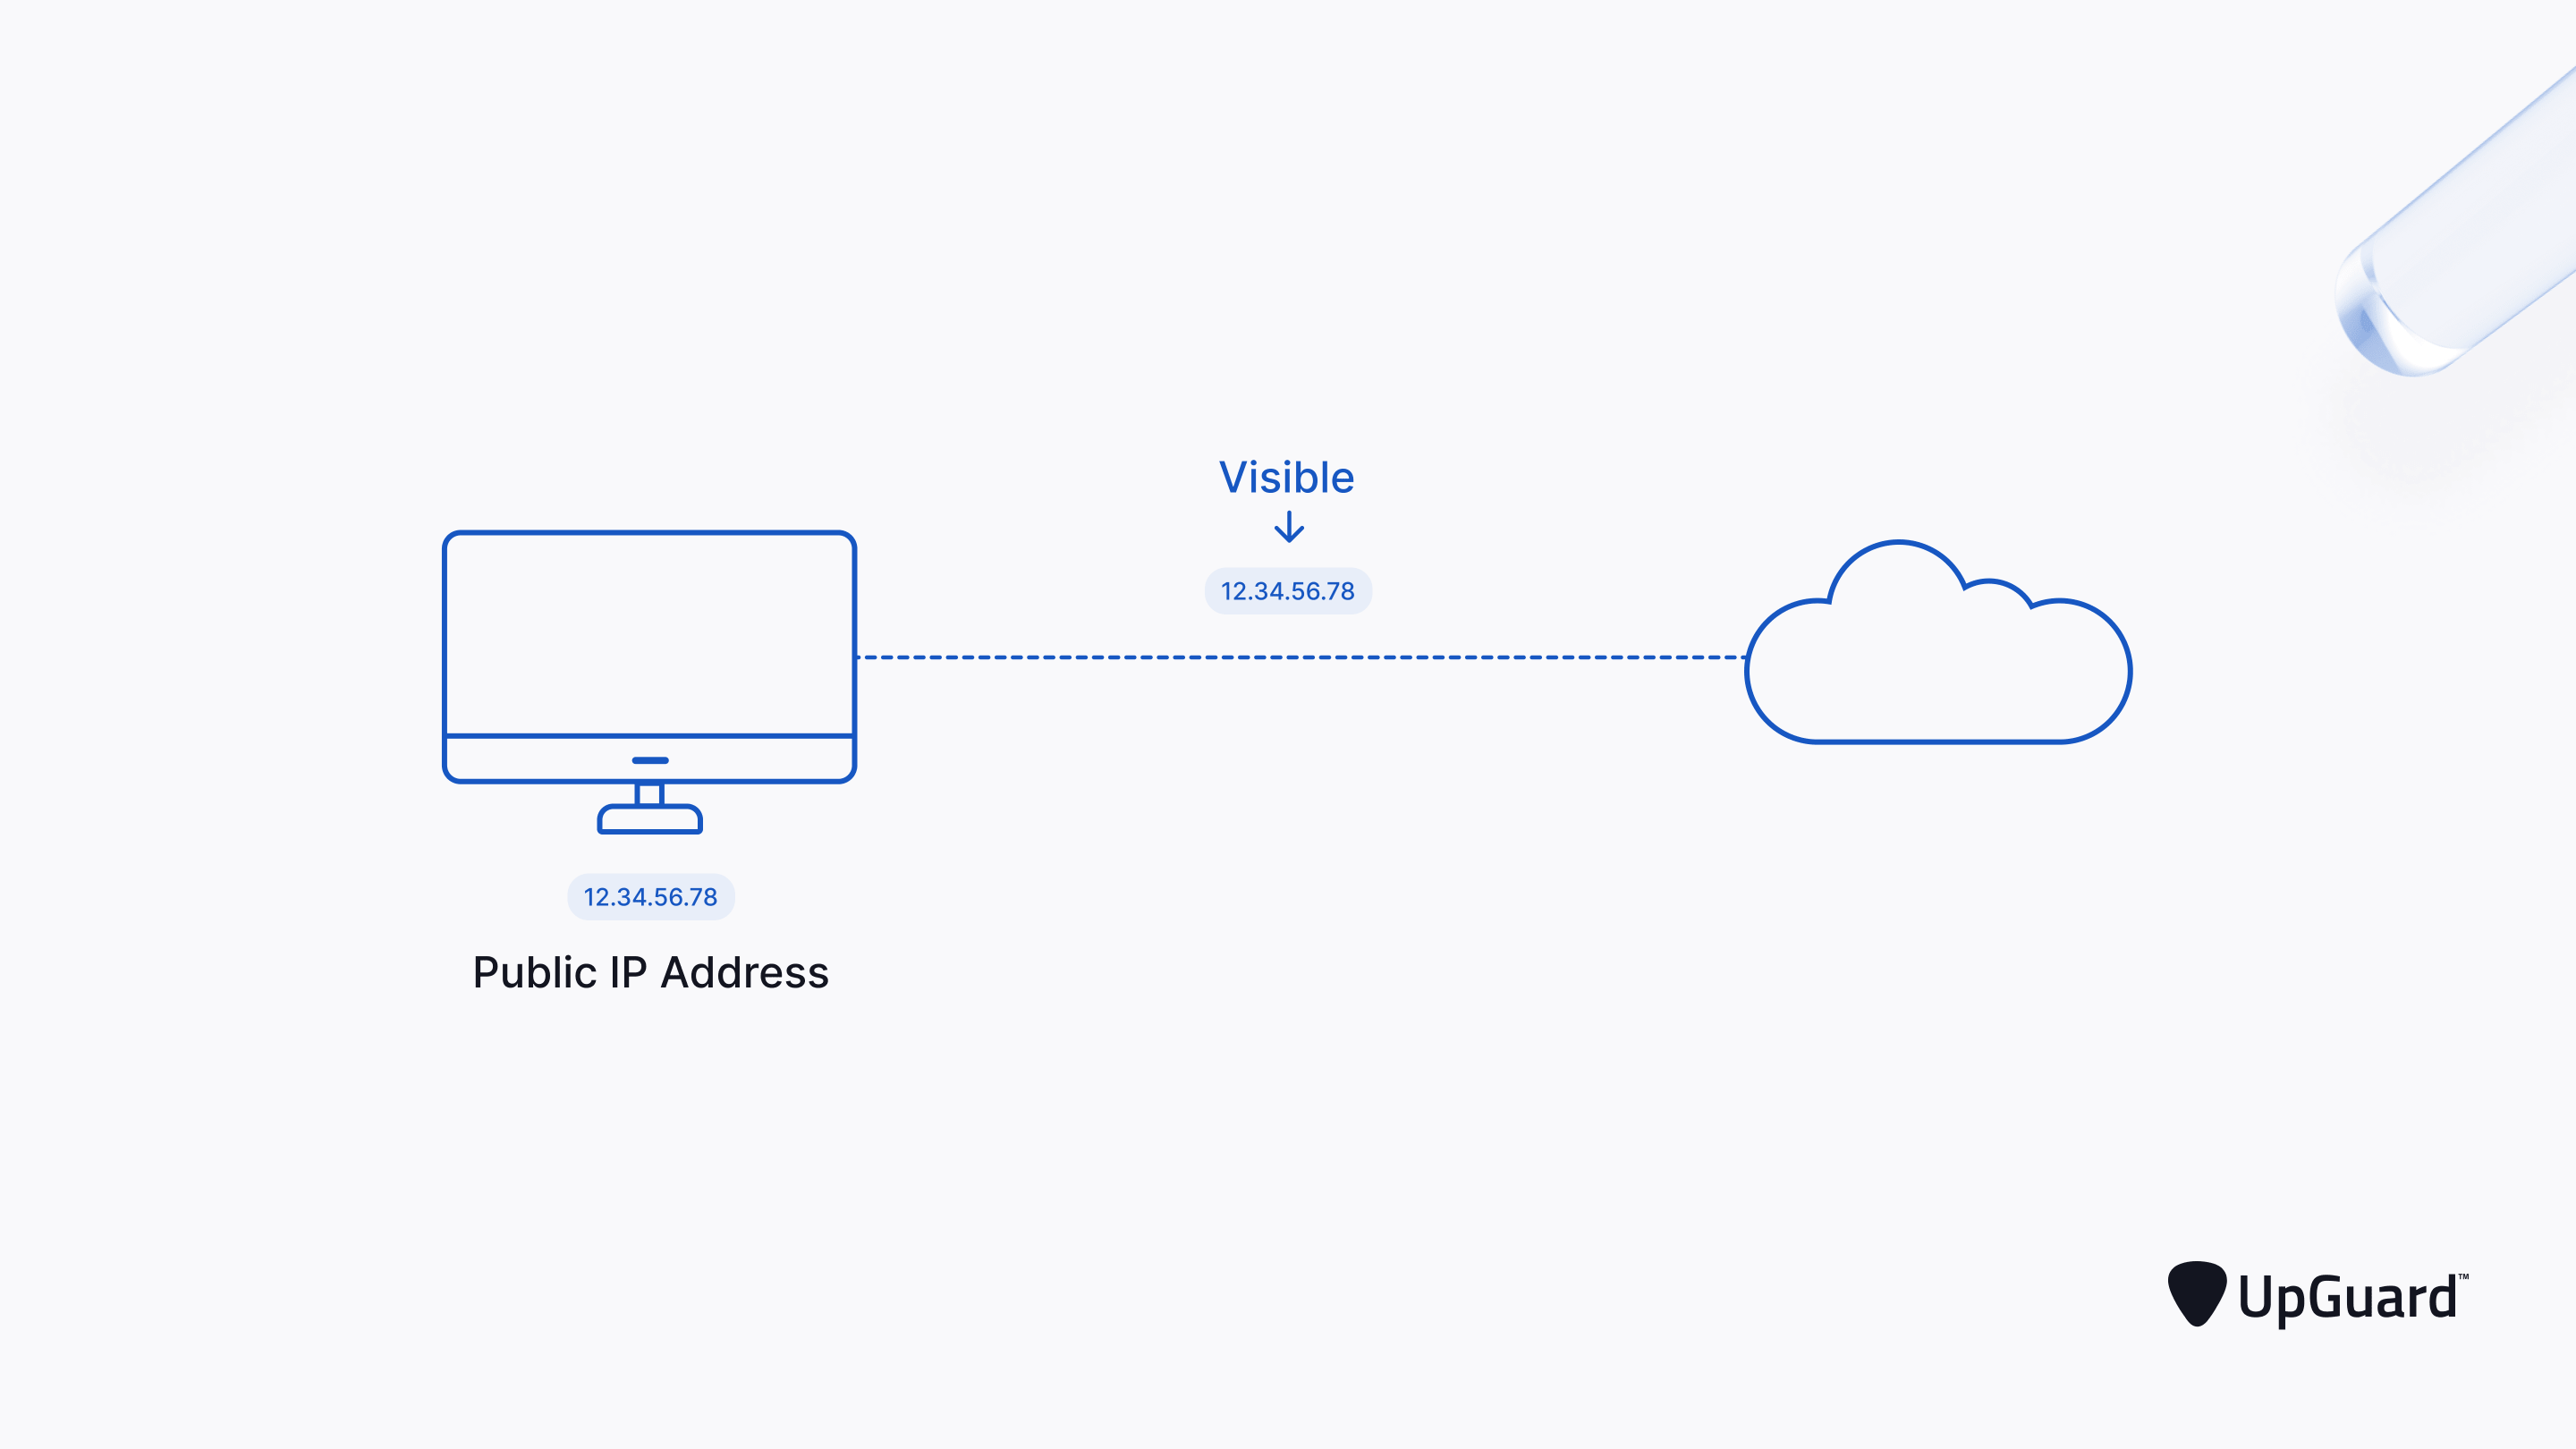 Visible
12.34.56.78
12.34.56.78
Public IP Address
UpGuard™